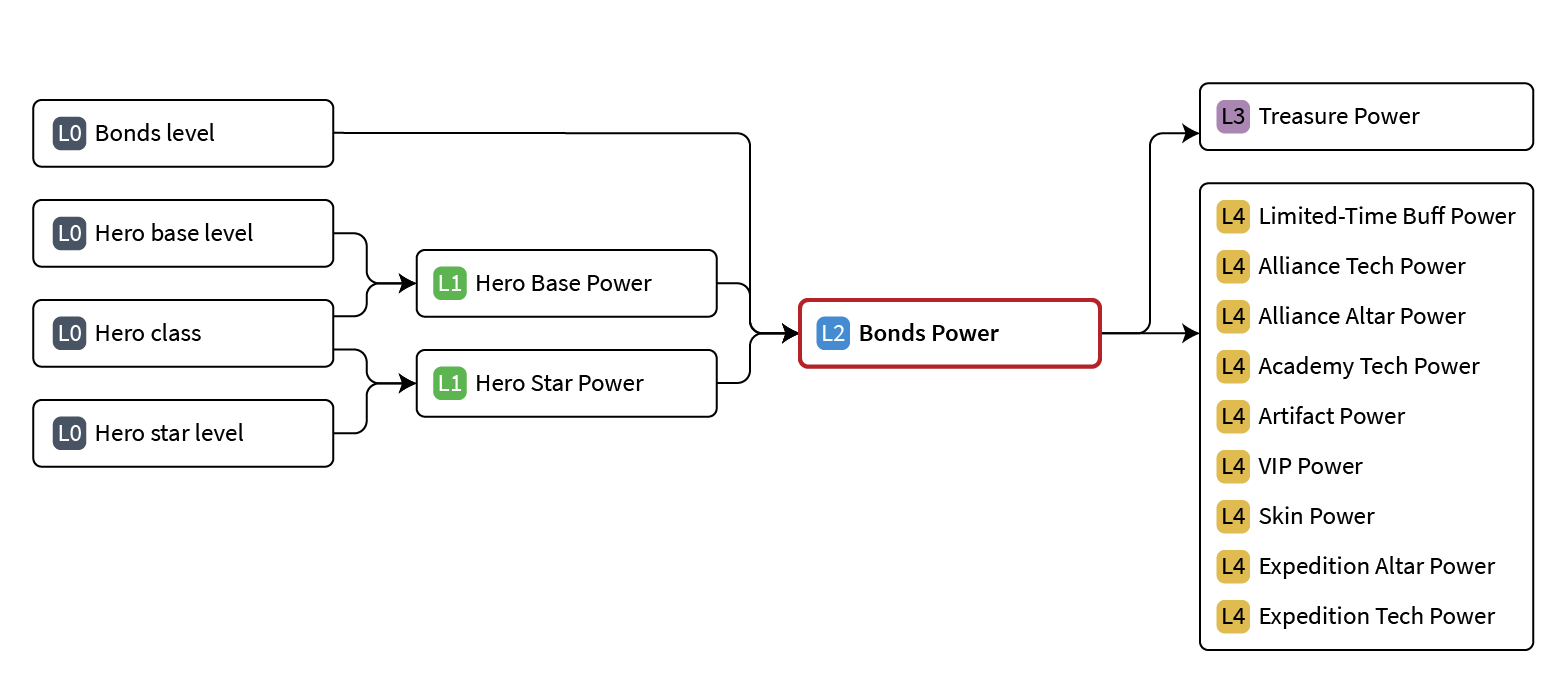 L0 Bonds level
L0 Hero base level
L0 Hero class
L0 Hero star level
L1 Hero Base Power
L1 Hero Star Power
L2 Bonds Power
L3 Treasure Power
L4 Limited-Time Buff Power
L4 Alliance Tech Power
L4 Alliance Altar Power
L4 Academy Tech Power
L4 Artifact Power
L4 VIP Power
L4 Skin Power
L4 Expedition Altar Power
L4 Expedition Tech Power